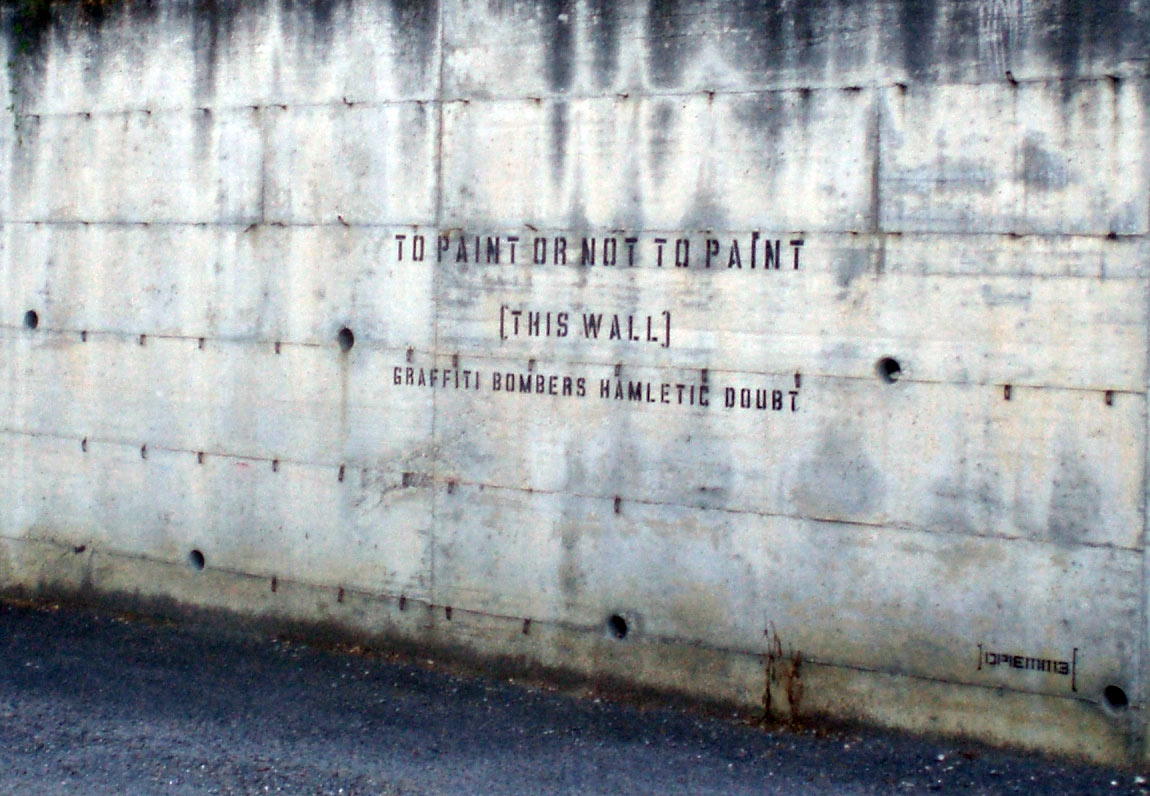 TO PAINT OR NOT TO PAINT
[THIS WALL]
GRAFFITI BOMBERS HAMLETIC DOUBT